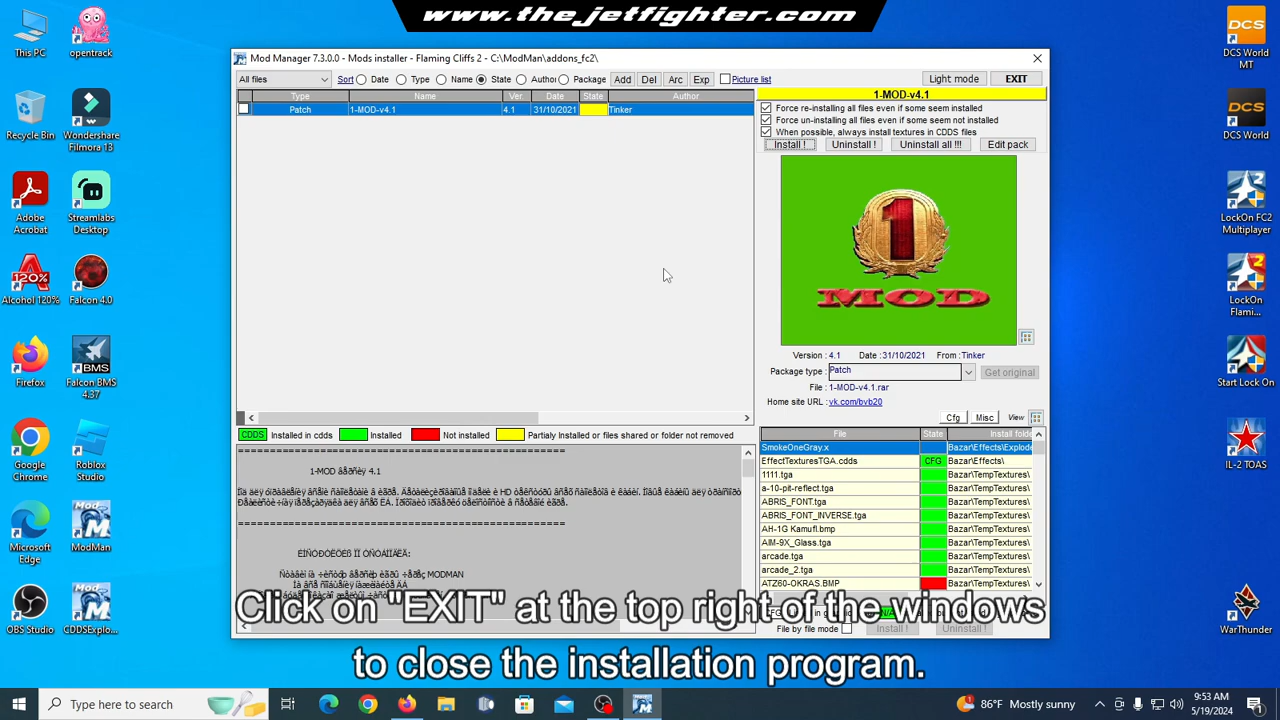 www.thejetfighter.com
This PC
opentrack
Recycle Bin
Wondershare
Filmora 13
Adobe
Acrobat
Streamlabs
Desktop
Alcohol 120%
Falcon 4.0
Firefox
Falcon BMS
4.37
Google
Chrome
Roblox
Studio
Microsoft
Edge
ModMan
OBS Studio
CDDSExplo...
Mod Manager 7.3.0.0 - Mods installer - Flaming Cliffs 2 - C:\ModMan\addons_fc2\
All files Sort Date Type Name State Author Package Add Del Arc Exp Picture list
Type Name Ver. Date State Author
Patch 1-MOD-v4.1 4.1 31/10/2021 Tinker
CDDS Installed in cdds Installed Not installed Partialy Installed or files shared or folder not removed
1-MOD âåðñèÿ 4.1
Light mode EXIT
1-MOD-v4.1
Force re-installing all files even if some seem installed
Force un-installing all files even if some seem not installed
When possible, always install textures in CDDS files
Install ! Uninstall ! Uninstall all !!! Edit pack
1
MOD
Version : 4.1 Date : 31/10/2021 From : Tinker
Package type : Patch Get original
File : 1-MOD-v4.1.rar
Home site URL : vk.com/bvb20
Cfg Misc View
File State Install folder
SmokeOneGray.x Bazar\Effects\Explode
EffectTexturesTGA.cdds CFG Bazar\Effects\
1111.tga Bazar\TempTextures\
a-10-pit-reflect.tga Bazar\TempTextures\
ABRIS_FONT.tga Bazar\TempTextures\
ABRIS_FONT_INVERSE.tga Bazar\TempTextures\
AH-1G Kamufl.bmp Bazar\TempTextures\
AIM-9X_Glass.tga Bazar\TempTextures\
arcade.tga Bazar\TempTextures\
arcade_2.tga Bazar\TempTextures\
ATZ60-OKRAS.BMP Bazar\TempTextures\
File by file mode Install ! Uninstall !
Click on "EXIT" at the top right of the windows
to close the installation program.
DCS World
MT
DCS World
LockOn FC2
Multiplayer
LockOn
Flami...
Start Lock On
IL-2 TOAS
WarThunder
Type here to search
86°F Mostly sunny
9:53 AM
5/19/2024